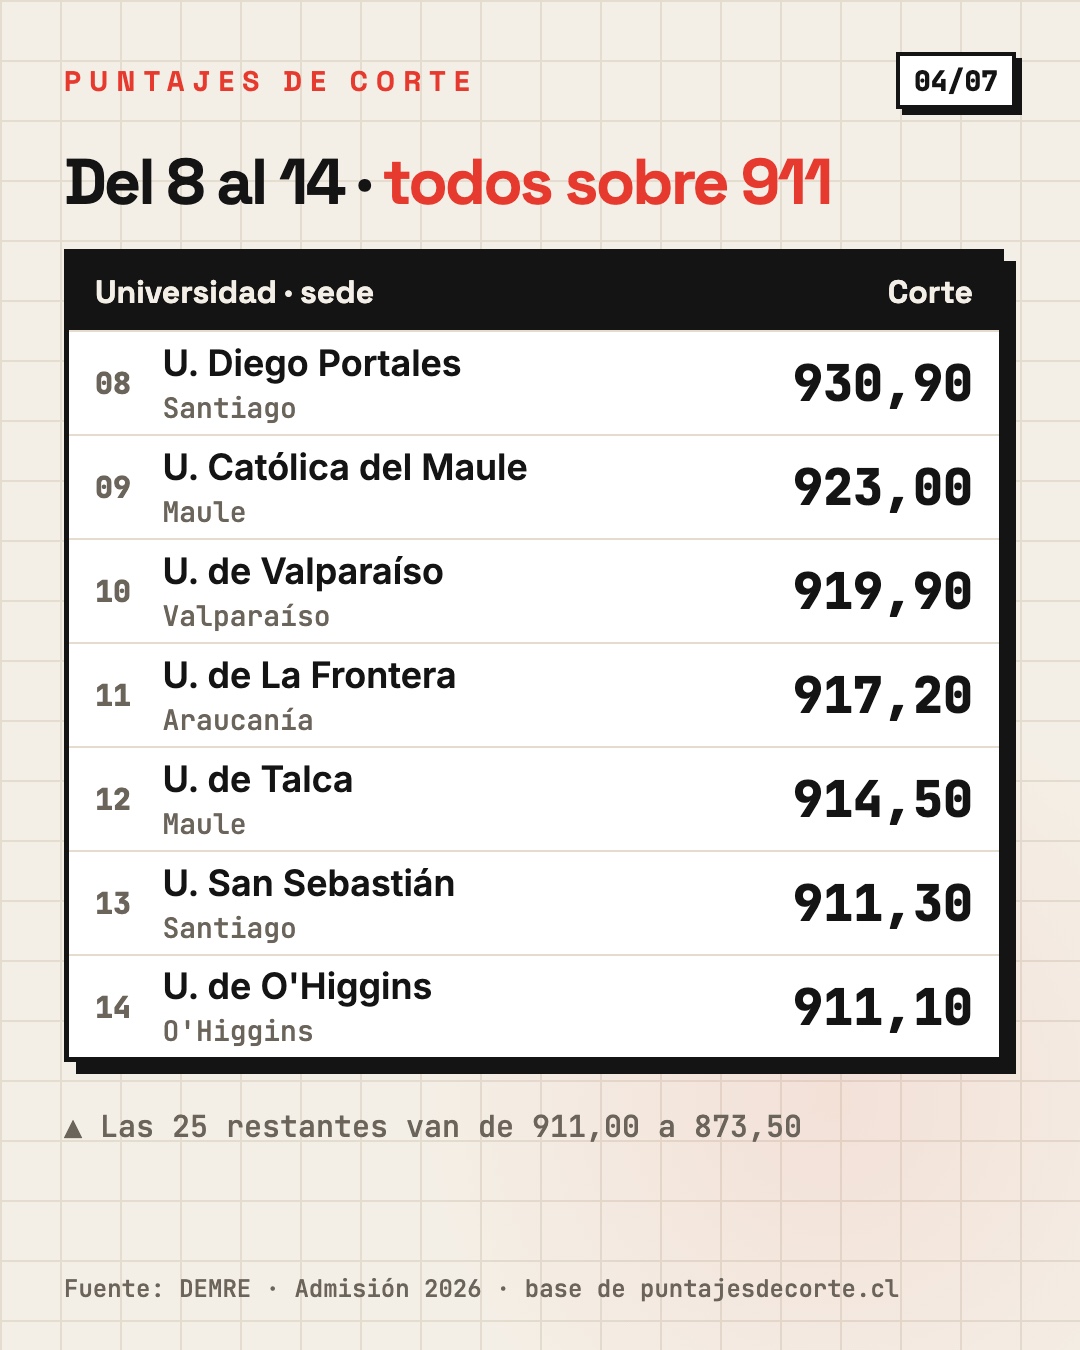 PUNTAJES DE CORTE
04/07
Del 8 al 14 · todos sobre 911
Universidad · sede Corte
08 U. Diego Portales 930,90
Santiago
09 U. Católica del Maule 923,00
Maule
10 U. de Valparaíso 919,90
Valparaíso
11 U. de La Frontera 917,20
Araucanía
12 U. de Talca 914,50
Maule
13 U. San Sebastián 911,30
Santiago
14 U. de O'Higgins 911,10
O'Higgins
▲ Las 25 restantes van de 911,00 a 873,50
Fuente: DEMRE · Admisión 2026 · base de puntajesdecorte.cl